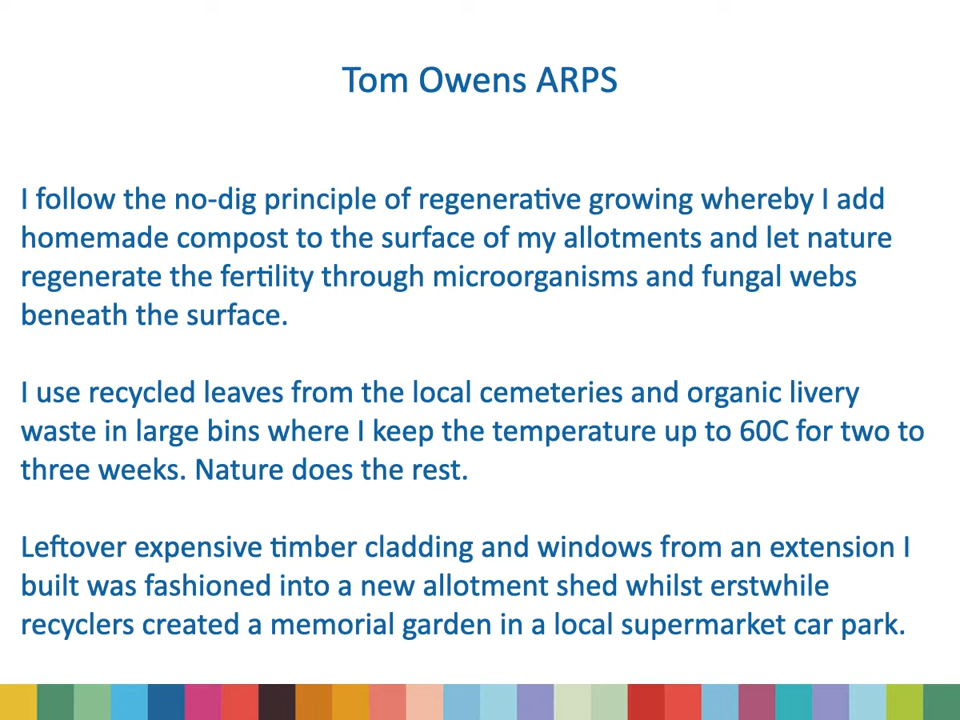 Tom Owens ARPS
I follow the no-dig principle of regenerative growing whereby I add
homemade compost to the surface of my allotments and let nature
regenerate the fertility through microorganisms and fungal webs
beneath the surface.
I use recycled leaves from the local cemeteries and organic livery
waste in large bins where I keep the temperature up to 60C for two to
three weeks. Nature does the rest.
Leftover expensive timber cladding and windows from an extension I
built was fashioned into a new allotment shed whilst erstwhile
recyclers created a memorial garden in a local supermarket car park.